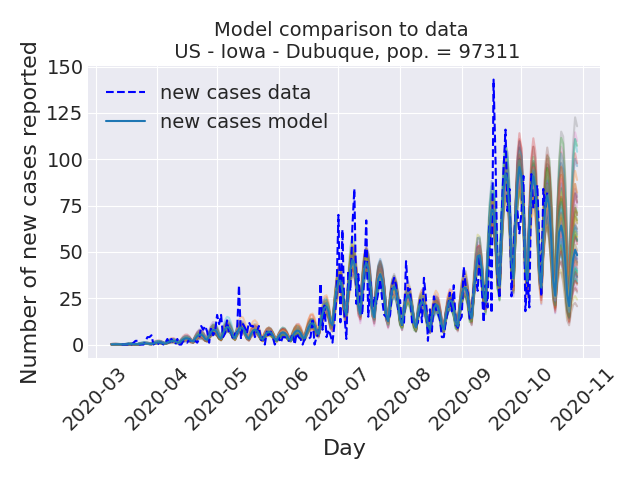 Model comparison to data
US - Iowa - Dubuque, pop. = 97311
Number of new cases reported
150
125
100
75
50
25
0
new cases data
new cases model
2020-03
2020-04
2020-05
2020-06
2020-07
2020-08
2020-09
2020-10
2020-11
Day